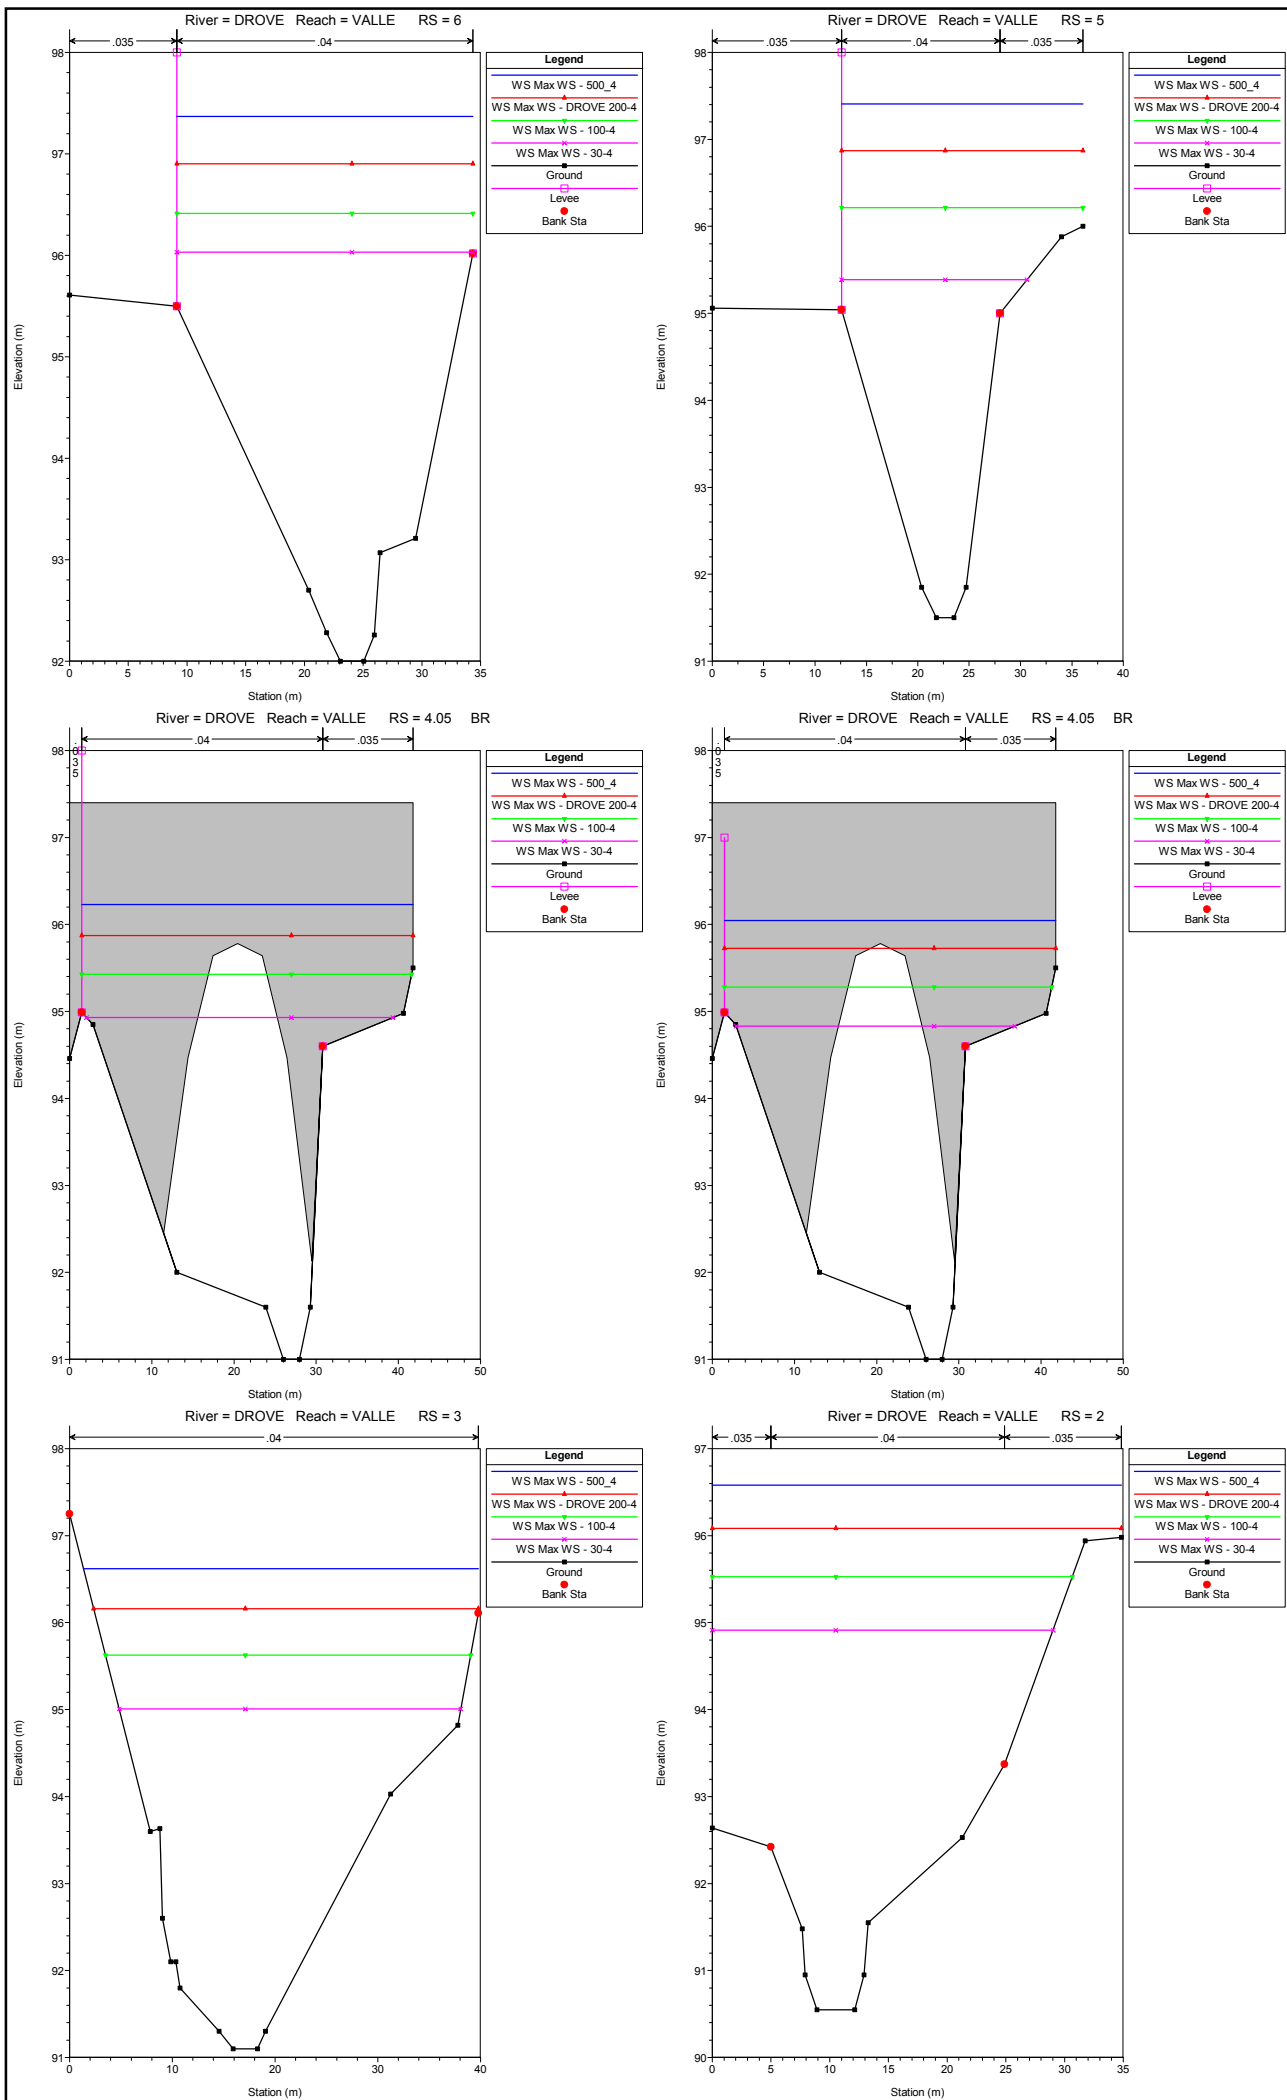 River = DROVE Reach = VALLE RS = 6
.035 .04
98
97
96
95
94
93
92
Elevation (m)
0 5 10 15 20 25 30 35
Station (m)
Legend
WS Max WS - 500_4
WS Max WS - DROVE 200-4
WS Max WS - 100-4
WS Max WS - 30-4
Ground
Levee
Bank Sta
River = DROVE Reach = VALLE RS = 5
.035 .04 .035
98
97
96
95
94
93
92
91
Elevation (m)
0 5 10 15 20 25 30 35 40
Station (m)
Legend
WS Max WS - 500_4
WS Max WS - DROVE 200-4
WS Max WS - 100-4
WS Max WS - 30-4
Ground
Levee
Bank Sta
River = DROVE Reach = VALLE RS = 4.05 BR
.035 .04 .035
98
97
96
95
94
93
92
91
Elevation (m)
0 10 20 30 40 50
Station (m)
Legend
WS Max WS - 500_4
WS Max WS - DROVE 200-4
WS Max WS - 100-4
WS Max WS - 30-4
Ground
Levee
Bank Sta
River = DROVE Reach = VALLE RS = 4.05 BR
.035 .04 .035
98
97
96
95
94
93
92
91
Elevation (m)
0 10 20 30 40 50
Station (m)
Legend
WS Max WS - 500_4
WS Max WS - DROVE 200-4
WS Max WS - 100-4
WS Max WS - 30-4
Ground
Levee
Bank Sta
River = DROVE Reach = VALLE RS = 3
.04
98
97
96
95
94
93
92
91
Elevation (m)
0 10 20 30 40
Station (m)
Legend
WS Max WS - 500_4
WS Max WS - DROVE 200-4
WS Max WS - 100-4
WS Max WS - 30-4
Ground
Bank Sta
River = DROVE Reach = VALLE RS = 2
.035 .04 .035
97
96
95
94
93
92
91
90
Elevation (m)
0 5 10 15 20 25 30 35
Station (m)
Legend
WS Max WS - 500_4
WS Max WS - DROVE 200-4
WS Max WS - 100-4
WS Max WS - 30-4
Ground
Bank Sta